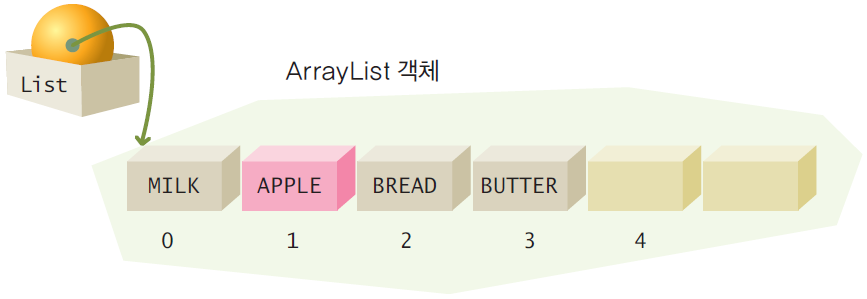 List
ArrayList 객체
MILK APPLE BREAD BUTTER
0 1 2 3 4